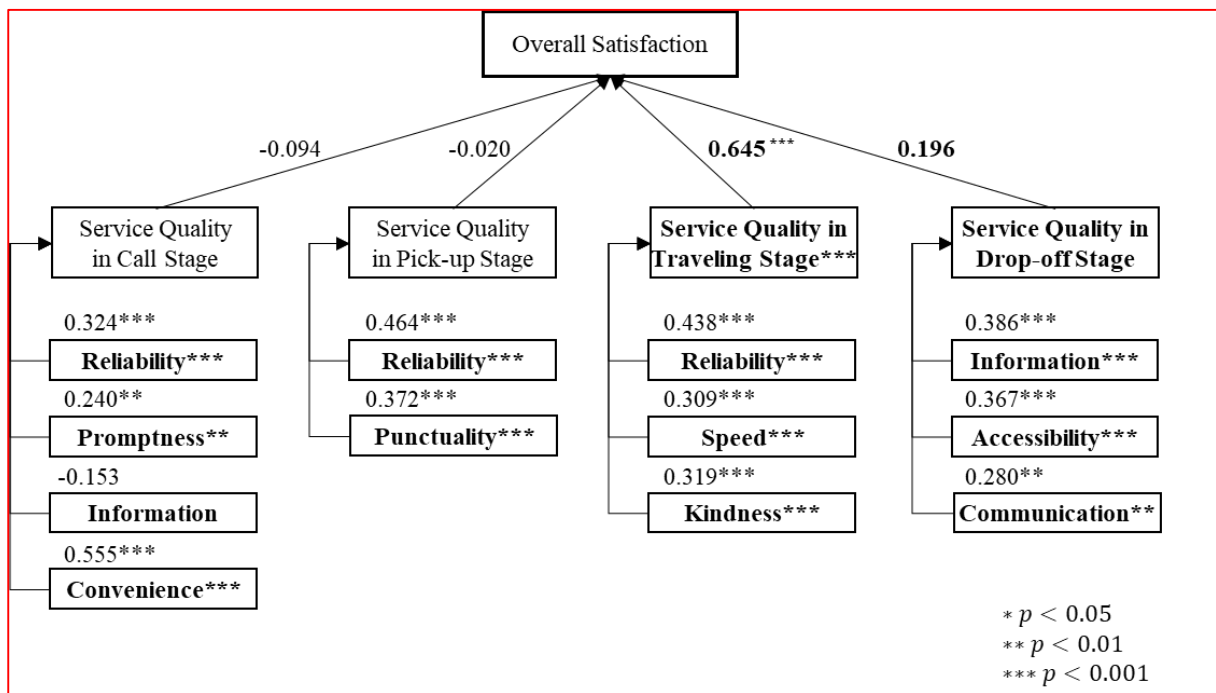 Overall Satisfaction
-0.094
-0.020
0.645***
0.196
Service Quality
in Call Stage
Service Quality
in Pick-up Stage
Service Quality in
Traveling Stage***
Service Quality in
Drop-off Stage
0.324***
Reliability***
0.240**
Promptness**
-0.153
Information
0.555***
Convenience***
0.464***
Reliability***
0.372***
Punctuality***
0.438***
Reliability***
0.309***
Speed***
0.319***
Kindness***
0.386***
Information***
0.367***
Accessibility***
0.280**
Communication**
* p < 0.05
** p < 0.01
*** p < 0.001